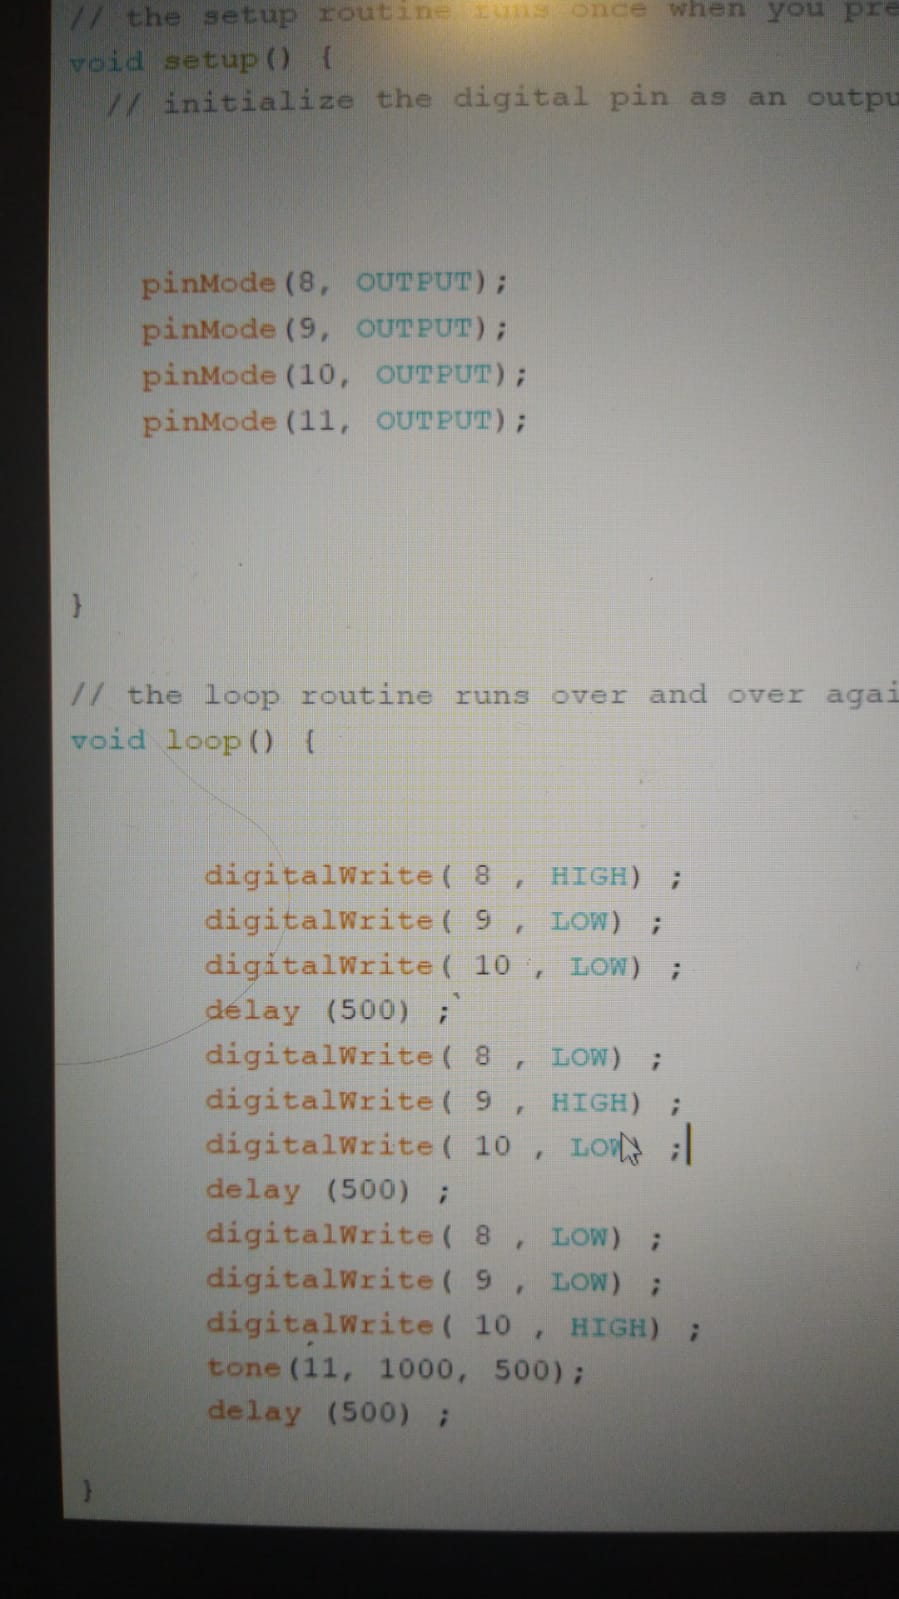 // the setup routine runs once when you pre
void setup() {
// initialize the digital pin as an outpu
pinMode(8, OUTPUT);
pinMode(9, OUTPUT);
pinMode(10, OUTPUT);
pinMode(11, OUTPUT);
}
// the loop routine runs over and over agai
void loop() {
digitalWrite( 8 , HIGH) ;
digitalWrite( 9 , LOW) ;
digitalWrite( 10 , LOW) ;
delay (500) ;
digitalWrite( 8 , LOW) ;
digitalWrite( 9 , HIGH) ;
digitalWrite( 10 , LOW) ;
delay (500) ;
digitalWrite( 8 , LOW) ;
digitalWrite( 9 , LOW) ;
digitalWrite( 10 , HIGH) ;
tone(11, 1000, 500);
delay (500) ;
}